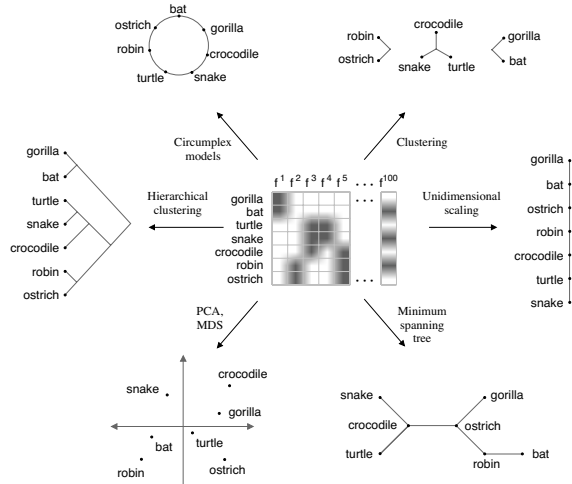 bat
ostrich
gorilla
robin
crocodile
turtle
snake
crocodile
robin
gorilla
ostrich
snake
turtle
bat
Circumplex
models
Clustering
gorilla
bat
turtle
snake
crocodile
robin
ostrich
Hierarchical
clustering
f1 f2 f3 f4 f5 ··· f100
gorilla
bat
turtle
snake
crocodile
robin
ostrich
···
···
Unidimensional
scaling
gorilla
bat
ostrich
robin
crocodile
turtle
snake
PCA,
MDS
Minimum
spanning
tree
crocodile
snake
gorilla
bat
turtle
robin
ostrich
snake
gorilla
crocodile
ostrich
turtle
robin
bat